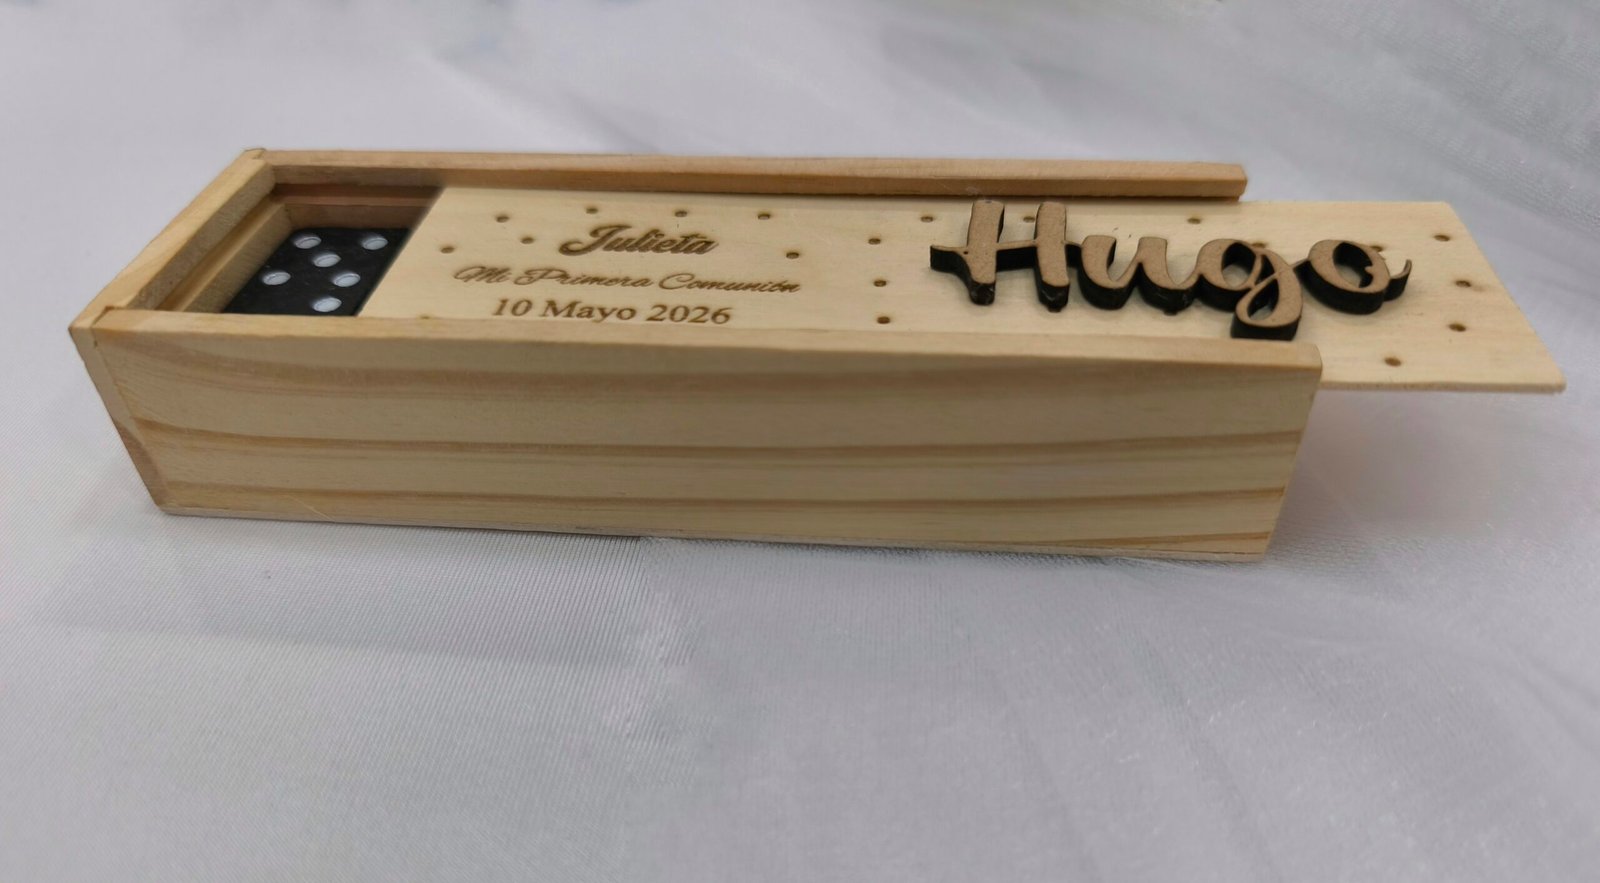 Julieta
Mi Primera Comunión
10 Mayo 2026
Hugo